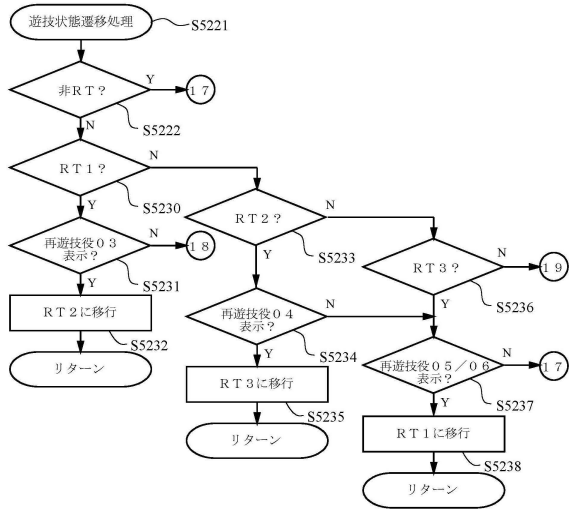 遊技状態遷移処理
S5221
非ＲＴ？
Y
１７
S5222
N
ＲＴ１？
N
S5230
Y
再遊技役０３
表示？
N
１８
S5231
Y
ＲＴ２に移行
S5232
リターン
ＲＴ２？
N
S5233
Y
再遊技役０４
表示？
N
S5234
Y
ＲＴ３に移行
S5235
リターン
ＲＴ３？
N
１９
S5236
Y
再遊技役０５／０６
表示？
N
１７
S5237
Y
ＲＴ１に移行
S5238
リターン